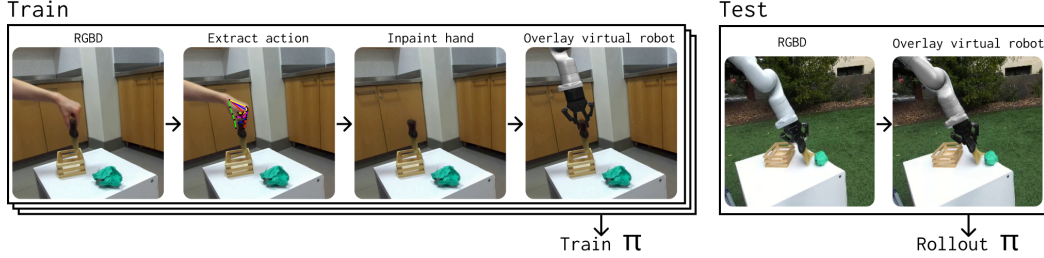 Train
RGBD
Extract action
Inpaint hand
Overlay virtual robot
Train π
Test
RGBD
Overlay virtual robot
Rollout π